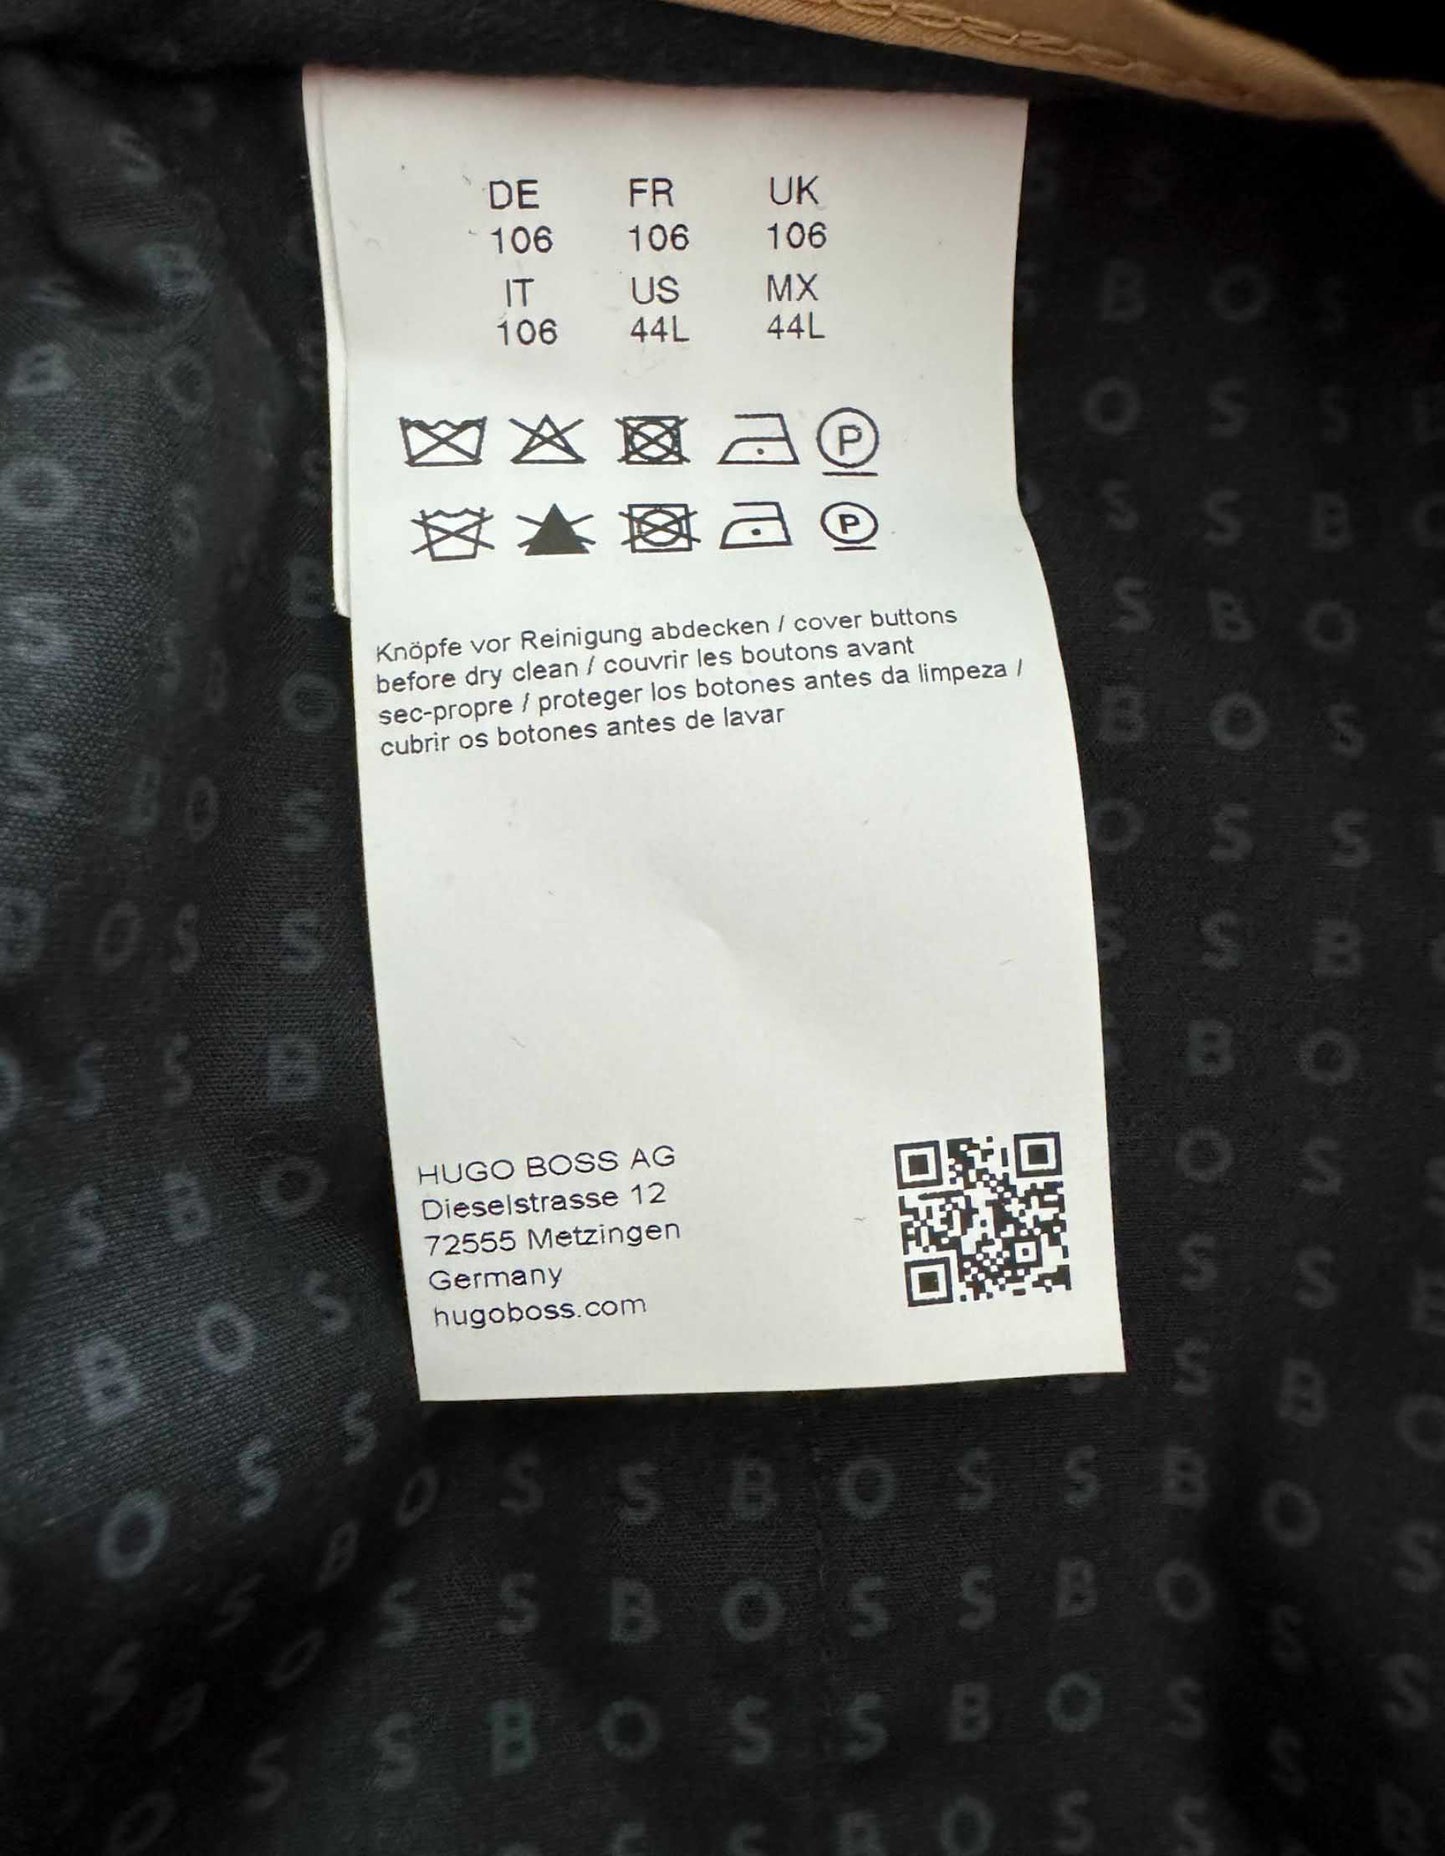 DE FR UK
106 106 106
IT US MX
106 44L 44L
P
P
Knöpfe vor Reinigung abdecken / cover buttons
before dry clean / couvrir les boutons avant
sec-propre / proteger los botones antes da limpeza /
cubrir os botones antes de lavar
HUGO BOSS AG
Dieselstrasse 12
72555 Metzingen
Germany
hugoboss.com
BOSS